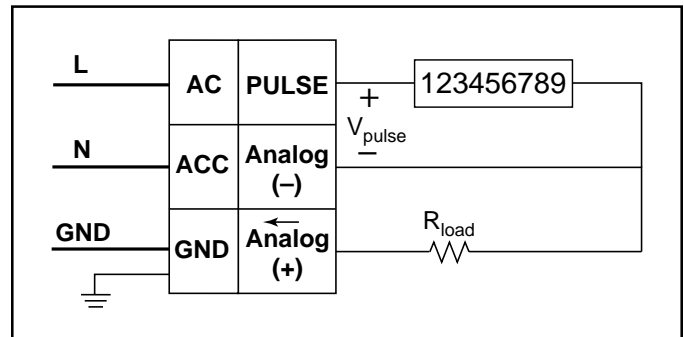 L
AC
PULSE
123456789
+
V pulse
–
N
ACC
Analog
(–)
GND
GND
Analog
(+)
R load